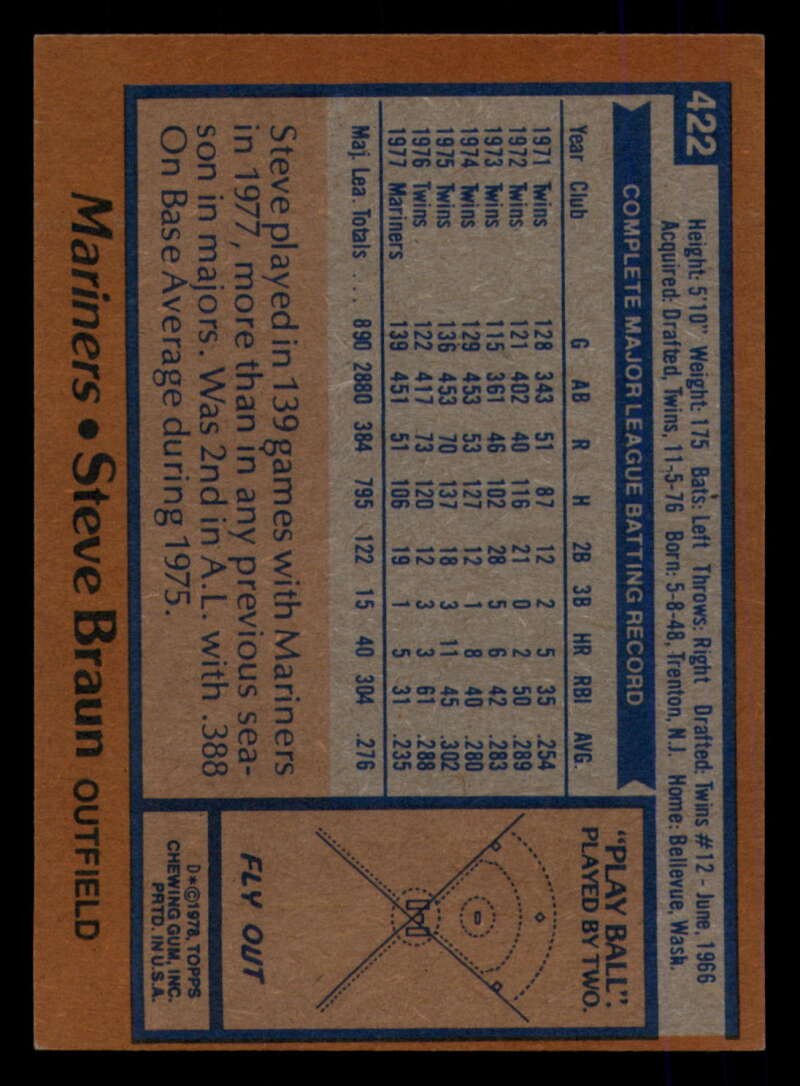 422
Height: 5'10" Weight: 175 Bats: Left Throws: Right Drafted: Twins #12 - June, 1966
Acquired: Drafted, Twins, 11-5-76 Born: 5-8-48, Trenton, N.J. Home: Bellevue, Wash.
COMPLETE MAJOR LEAGUE BATTING RECORD
Year Club G AB R H 2B 3B HR RBI AVG.
1971 Twins 128 343 51 87 12 2 5 35 .254
1972 Twins 121 402 40 116 21 0 2 50 .289
1973 Twins 115 361 46 102 28 5 6 42 .283
1974 Twins 129 453 53 127 12 1 8 40 .280
1975 Twins 136 453 70 137 18 3 11 45 .302
1976 Twins 122 417 73 120 12 3 3 61 .288
1977 Mariners 139 451 51 106 19 1 5 31 .235
Maj. Lea. Totals ... 890 2880 384 795 122 15 40 304 .276
Steve played in 139 games with Mariners
in 1977, more than in any previous sea-
son in majors. Was 2nd in A.L. with .388
On Base Average during 1975.
"PLAY BALL":
PLAYED BY TWO.
FLY OUT
D*©1978, TOPPS
CHEWING GUM, INC.
PRTD. IN U.S.A.
Mariners • Steve Braun OUTFIELD